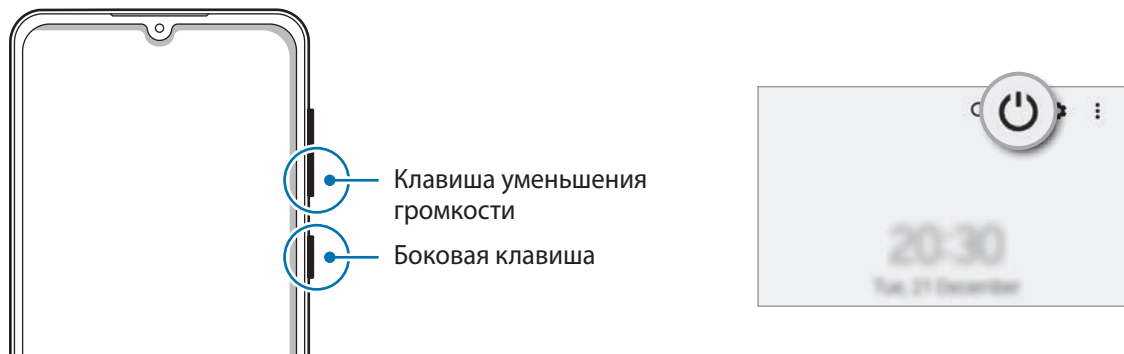 Клавиша уменьшения
громкости
Боковая клавиша
20:30
Tue, 21 December